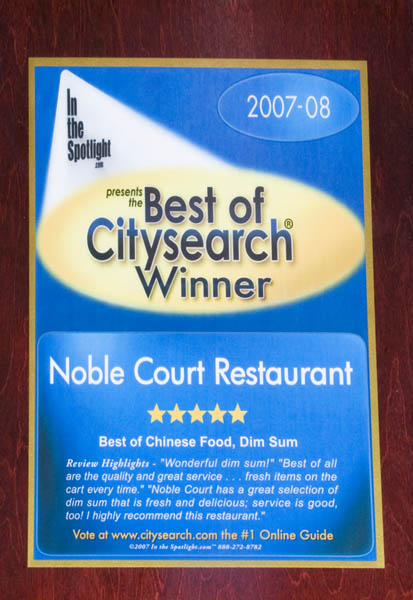 In
the
Spotlight
.com
2007-08
presents
the
Best of
Citysearch®
Winner
Noble Court Restaurant
Best of Chinese Food, Dim Sum
Review Highlights - "Wonderful dim sum!" "Best of all
are the quality and great service . . . fresh items on the
cart every time." "Noble Court has a great selection of
dim sum that is fresh and delicious; service is good,
too! I highly recommend this restaurant."
Vote at www.citysearch.com the #1 Online Guide
©2007 In the Spotlight.com™ 888-272-8782